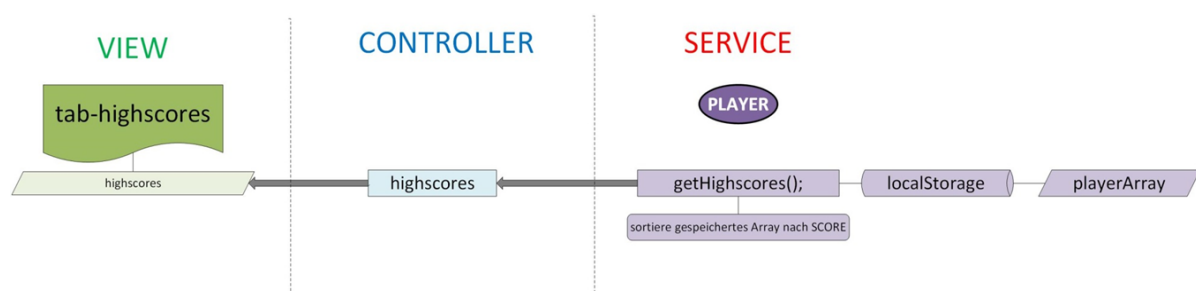 VIEW
CONTROLLER
SERVICE
tab-highscores
PLAYER
highscores
highscores
getHighscores();
localStorage
playerArray
sortiere gespeichertes Array nach SCORE